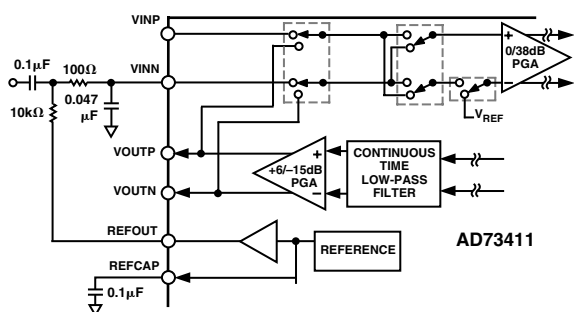 VINP
VINN
0.1μF
100Ω
10kΩ
0.047
μF
+
–
0/38dB
PGA
VREF
VOUTP
VOUTN
+
–
+6/–15dB
PGA
CONTINUOUS
TIME
LOW-PASS
FILTER
REFOUT
REFERENCE
AD73411
REFCAP
0.1μF